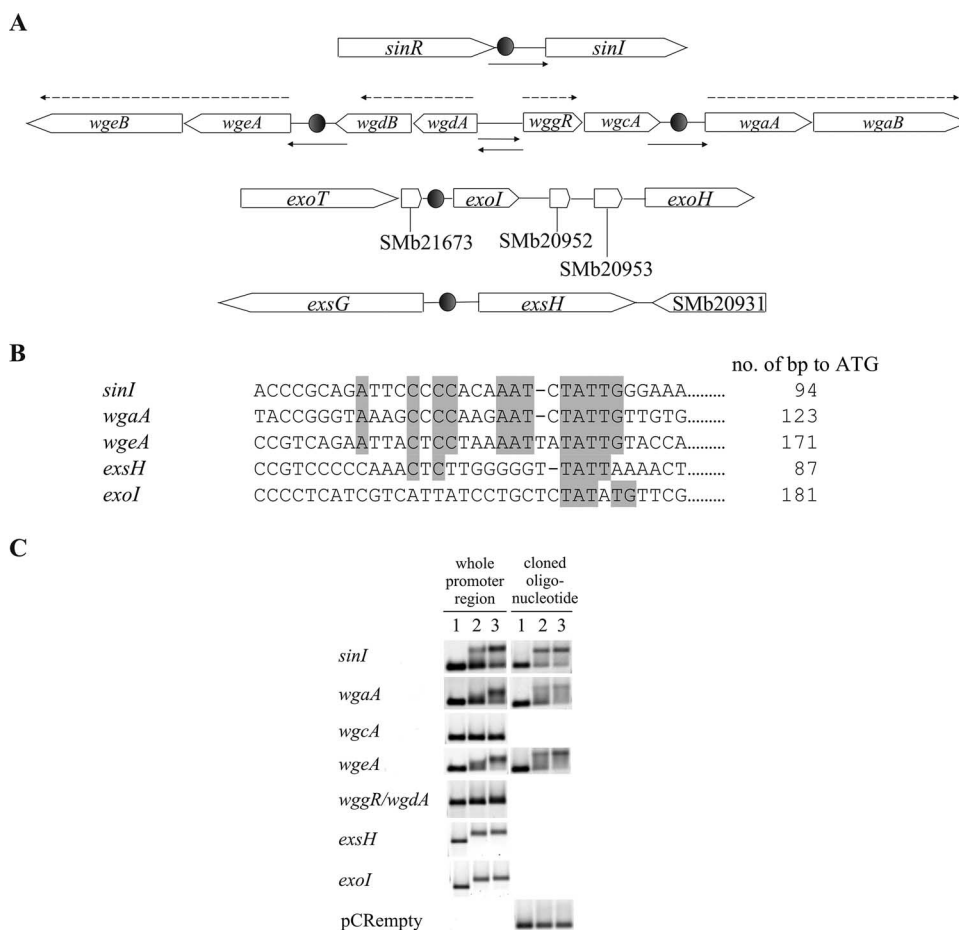 A
sinR sinI
wgeB wgeA wgdB wgdA wggR wgcA wgaA wgaB
exoT exoI exoH
SMb21673 SMb20952
SMb20953
exsG exsH SMb20931
B
no. of bp to ATG
sinI ACCCGCAGATTCCCCCCACAAAT-CTATTGGGAAA......... 94
wgaA TACCGGGTAAAGCCCCCAAGAAT-CTATTGTTGTG......... 123
wgeA CCGTCAGAATTACTCCTAAAATTATATTGTACCA......... 171
exsH CCGTCCCCCAAACTCTTGGGGGT-TATTAAAACT......... 87
exoI CCCCTCATCGTCATTATCCTGCTCTATATGTTCG......... 181
C
whole cloned
promoter oligo-
region nucleotide
1 2 3 1 2 3
sinI
wgaA
wgcA
wgeA
wggR/wgdA
exsH
exoI
pCRempty